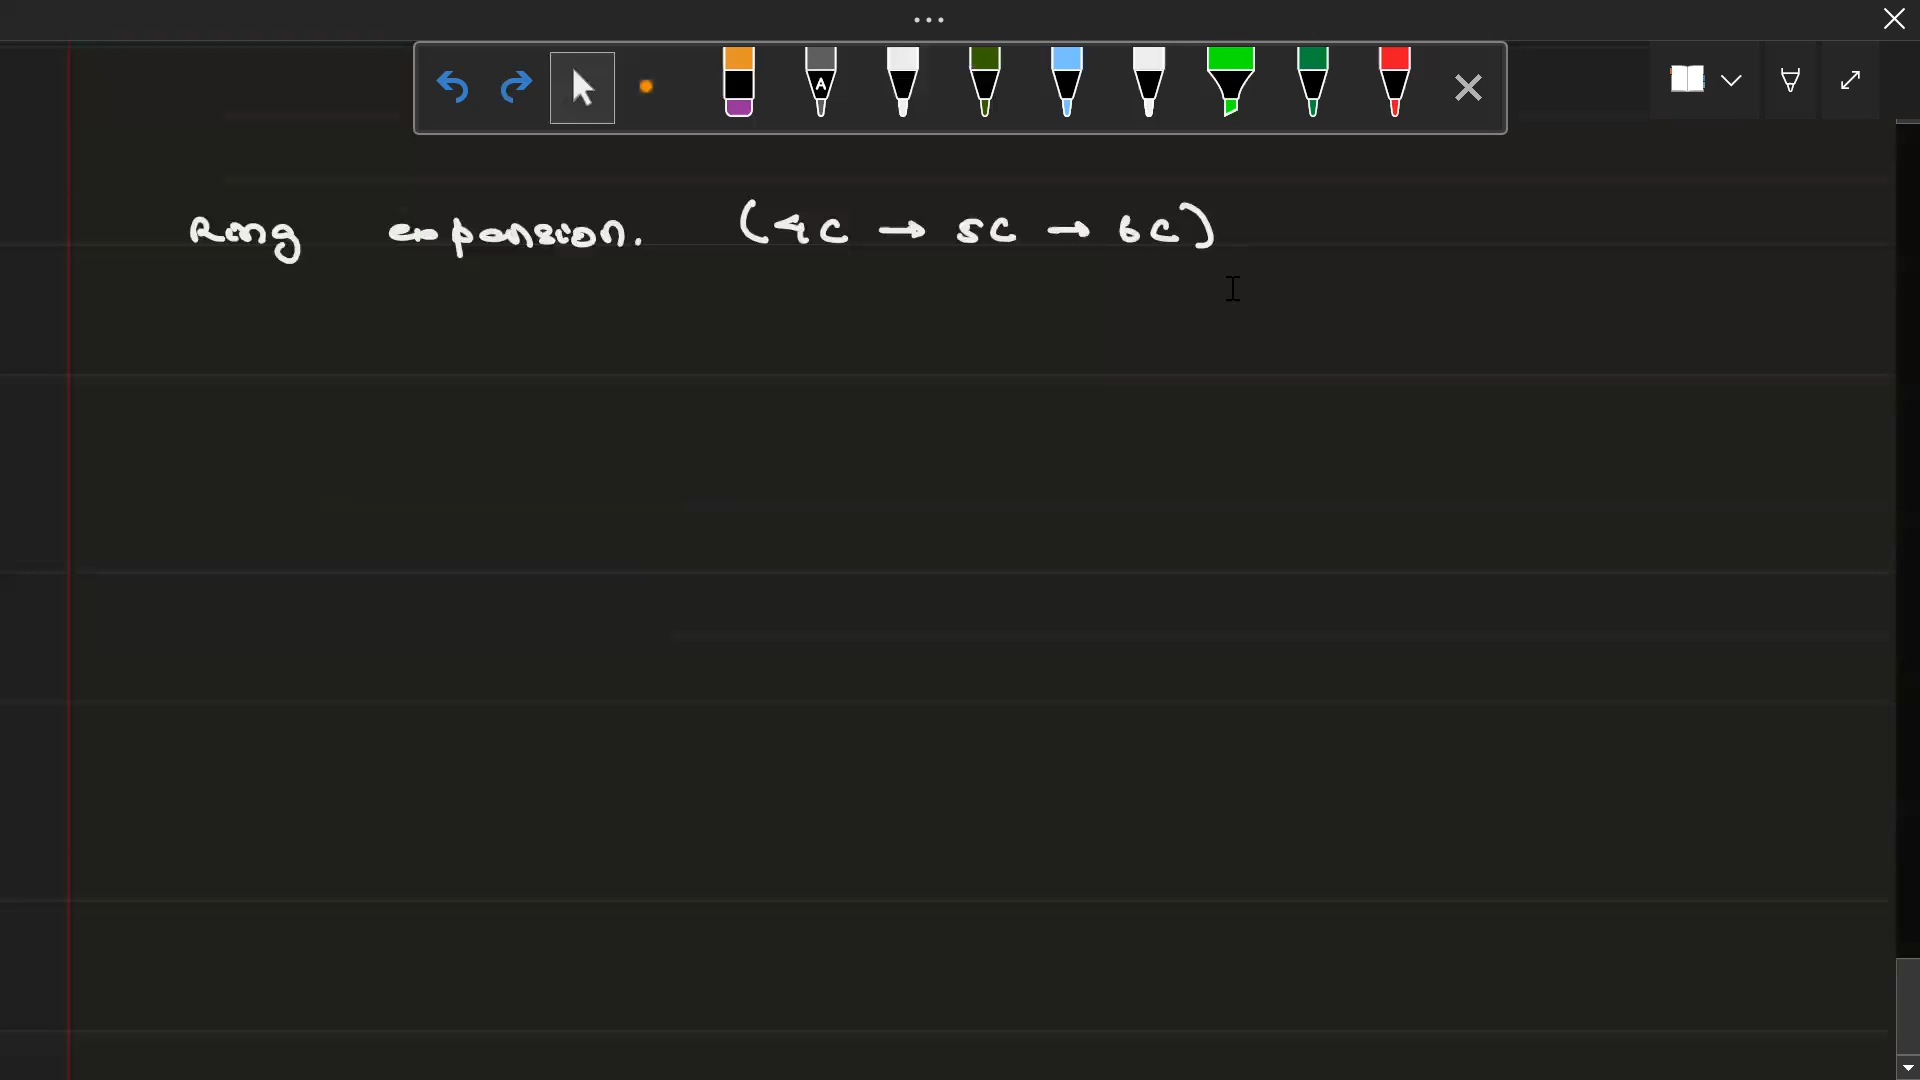 A
Ring expansion. (4C → 5C → 6C)